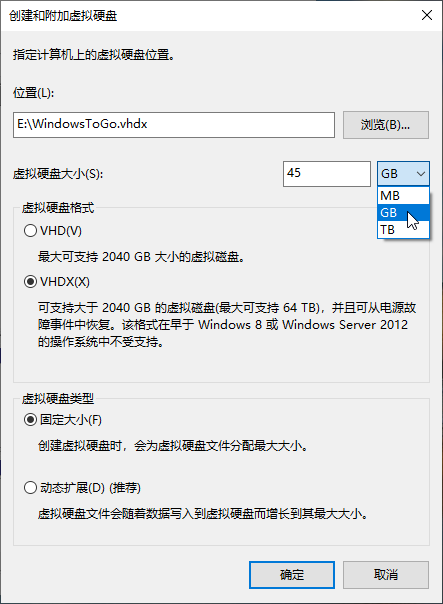 创建和附加虚拟硬盘
指定计算机上的虚拟硬盘位置。
位置(L):
E:\WindowsToGo.vhdx
浏览(B)...
虚拟硬盘大小(S):
45
GB
MB
GB
TB
虚拟硬盘格式
VHD(V)
最大可支持 2040 GB 大小的虚拟磁盘。
VHDX(X)
可支持大于 2040 GB 的虚拟磁盘(最大可支持 64 TB)，并且可从电源故
障事件中恢复。该格式在早于 Windows 8 或 Windows Server 2012
的操作系统中不受支持。
虚拟硬盘类型
固定大小(F)
创建虚拟硬盘时，会为虚拟硬盘文件分配最大大小。
动态扩展(D) (推荐)
虚拟硬盘文件会随着数据写入到虚拟硬盘而增长到其最大大小。
确定
取消